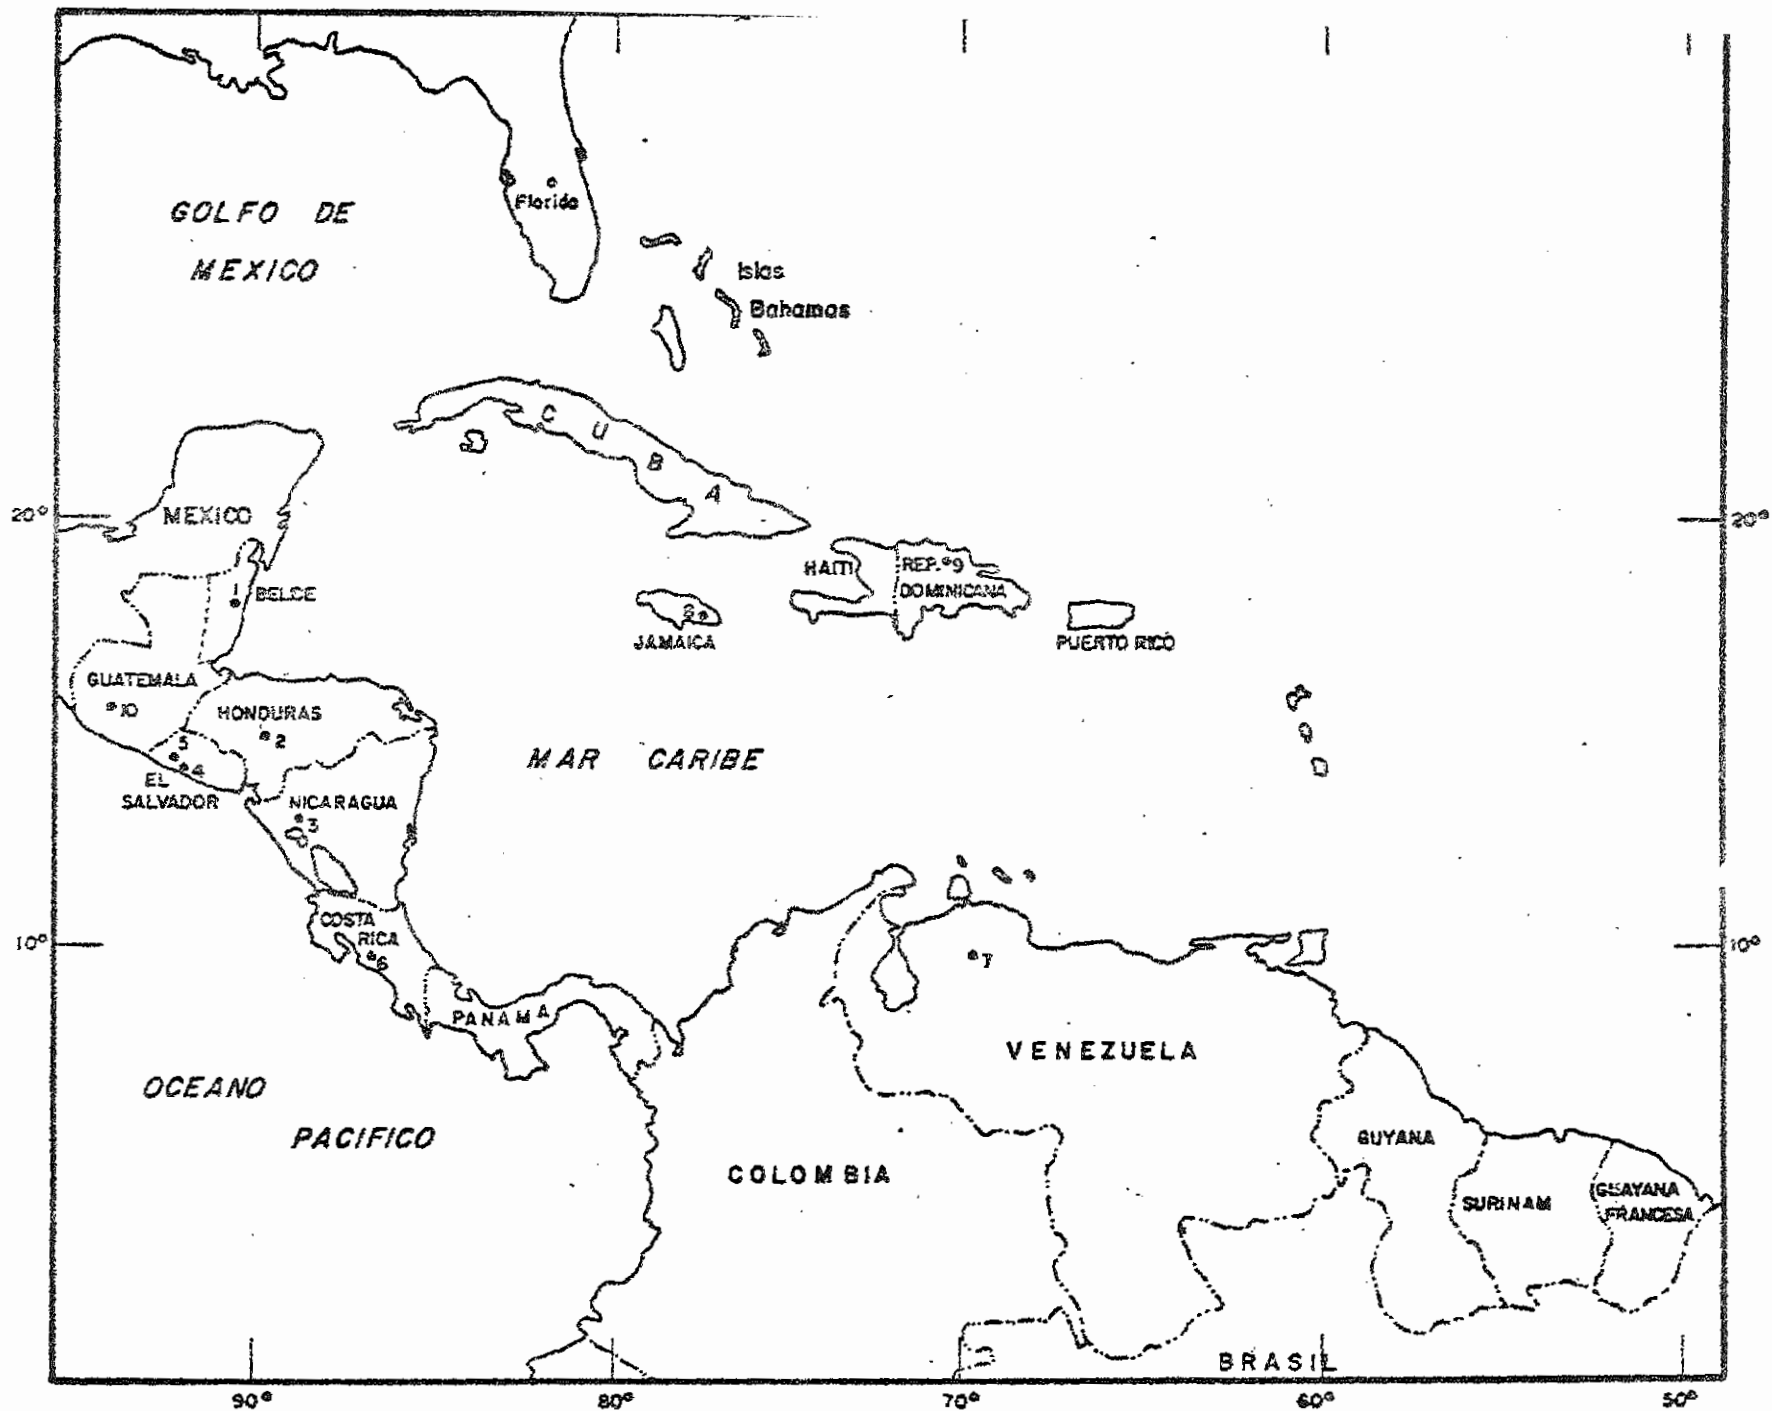 Florida
GOLFO DE
MEXICO
Islas
Bahamas
C U B A
20°
MEXICO
20°
HAITI
REP. 9
DOMINICANA
1
BELICE
8
JAMAICA
PUERTO RICO
GUATEMALA
10
HONDURAS
2
5
4
EL
SALVADOR
MAR CARIBE
NICARAGUA
3
COSTA
RICA
6
10°
7
10°
PANAMA
VENEZUELA
OCEANO
PACIFICO
COLOMBIA
GUYANA
SURINAM
GUAYANA
FRANCESA
BRASIL
90°
80°
70°
60°
50°